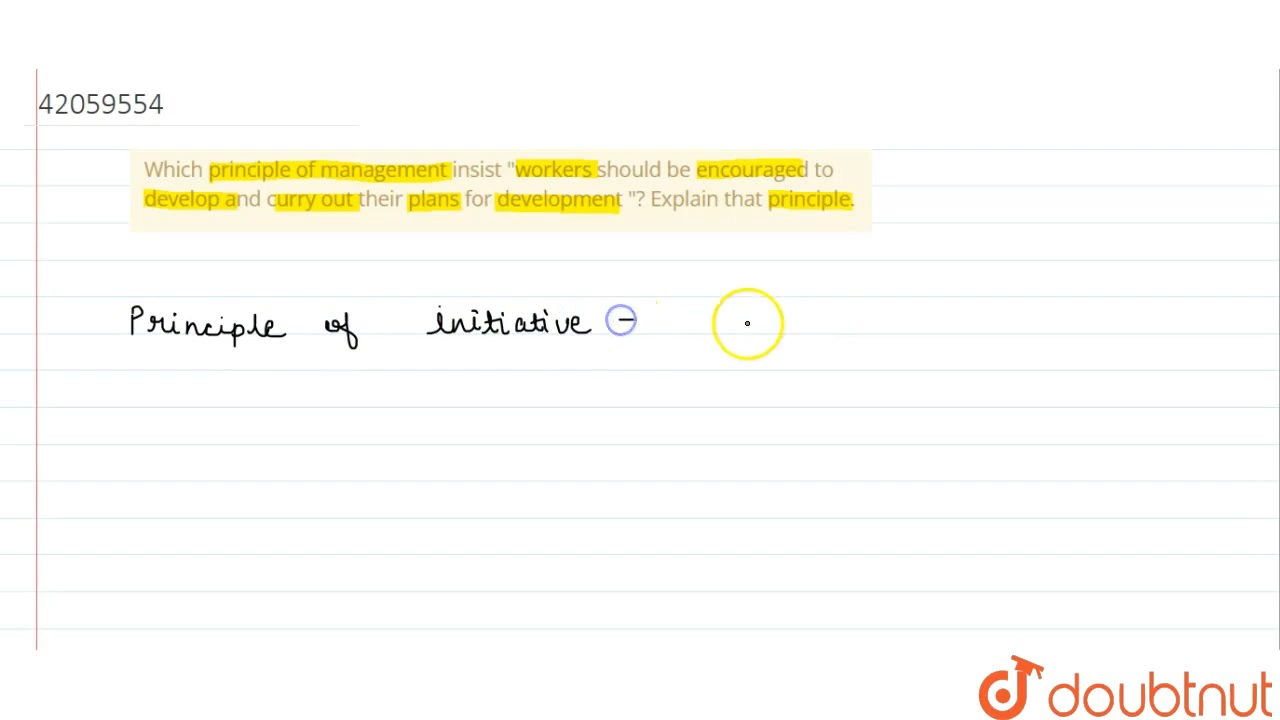 42059554
Which principle of management insist "workers should be encouraged to
develop and curry out their plans for development "? Explain that principle.
Principle of initiative -
doubtnut